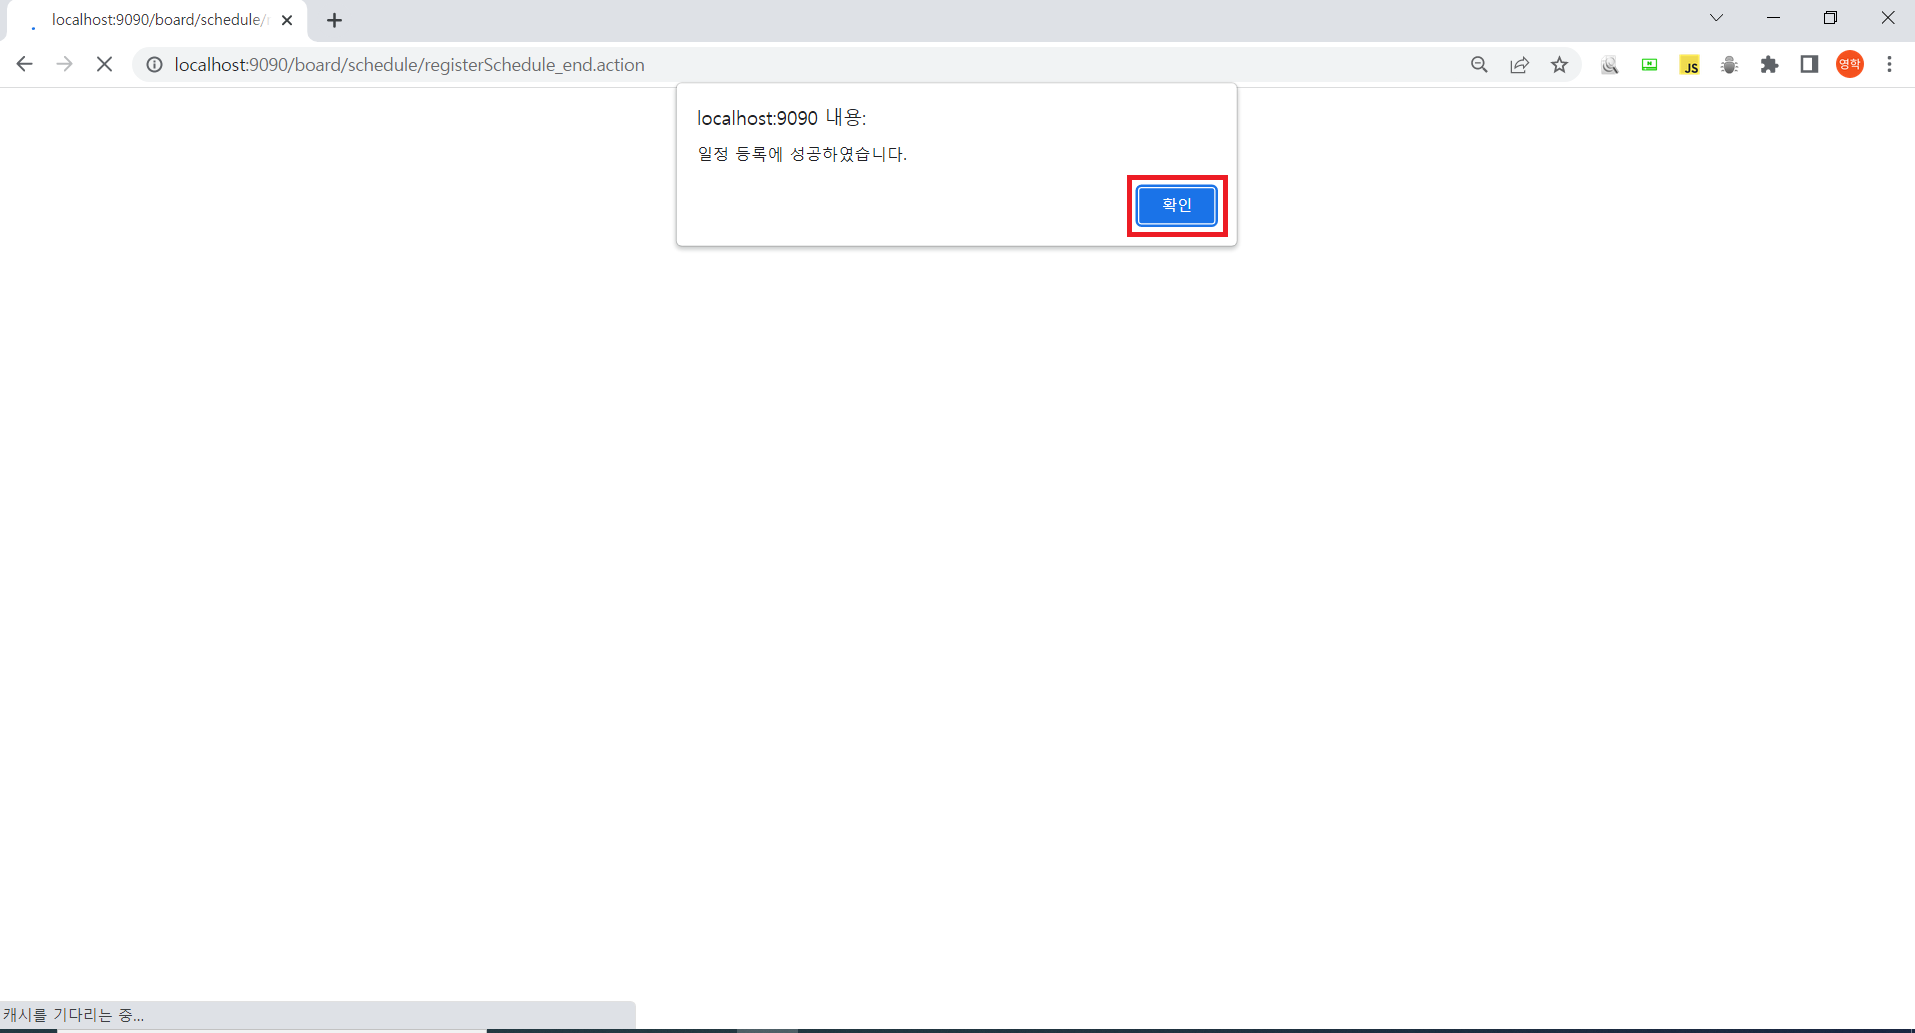 localhost:9090/board/schedule/
localhost:9090/board/schedule/registerSchedule_end.action
JS
영학
localhost:9090 내용:
일정 등록에 성공하였습니다.
확인
캐시를 기다리는 중...